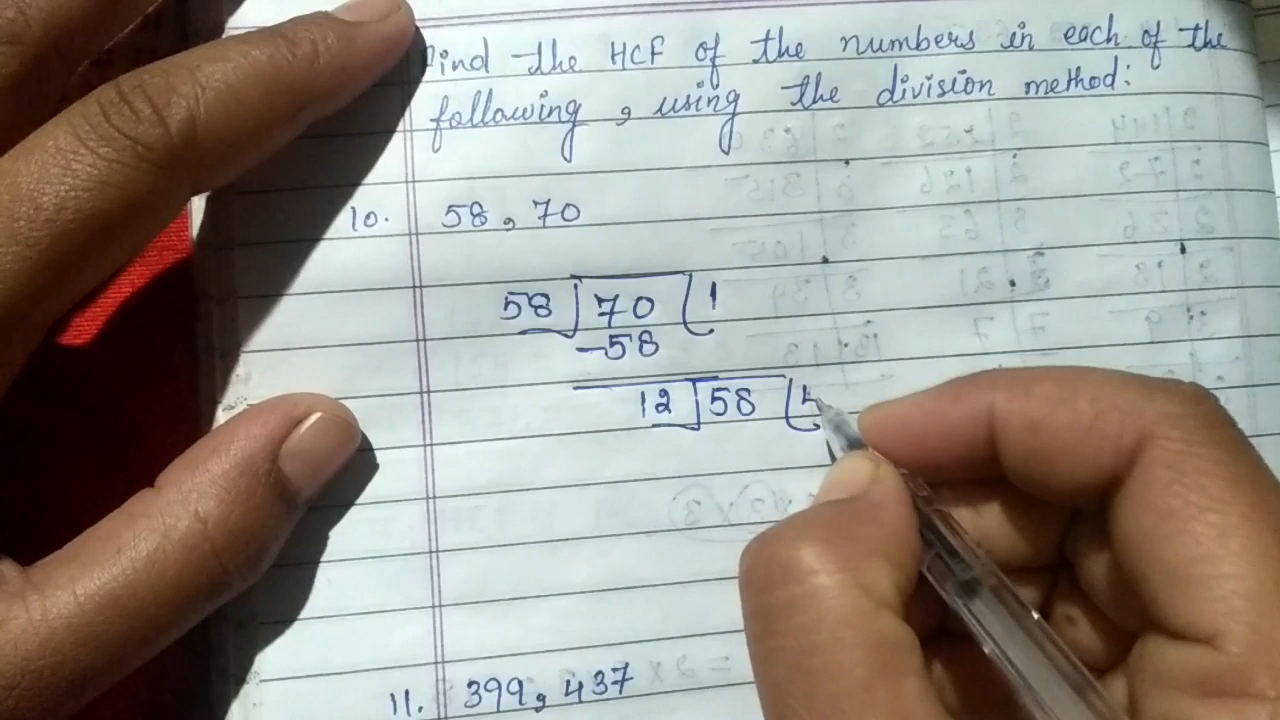 Find the HCF of the numbers in each of the
following, using the division method:
10. 58, 70
58 70 1
-58
12 58 4
11. 399, 437